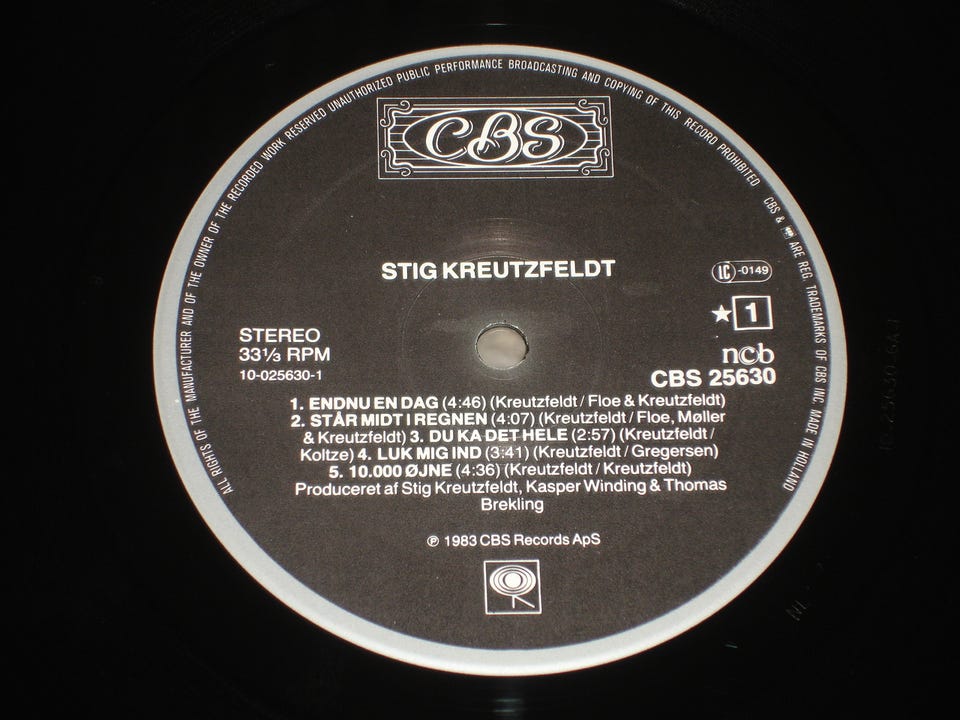 ALL RIGHTS OF THE MANUFACTURER AND OF THE OWNER OF THE RECORDED WORK RESERVED UNAUTHORIZED PUBLIC PERFORMANCE BROADCASTING AND COPYING OF THIS RECORD PROHIBITED CBS & ARE REG. TRADEMARKS OF CBS INC. MADE IN HOLLAND
CBS
STIG KREUTZFELDT
LC-0149
★1
STEREO
33⅓ RPM
10-025630-1
ncb
CBS 25630
1. ENDNU EN DAG (4:46) (Kreutzfeldt / Floe & Kreutzfeldt)
2. STÅR MIDT I REGNEN (4:07) (Kreutzfeldt / Floe, Møller
& Kreutzfeldt) 3. DU KA DET HELE (2:57) (Kreutzfeldt /
Koltze) 4. LUK MIG IND (3:41) (Kreutzfeldt / Gregersen)
5. 10.000 ØJNE (4:36) (Kreutzfeldt / Kreutzfeldt)
Produceret af Stig Kreutzfeldt, Kasper Winding & Thomas
Brekling
℗ 1983 CBS Records ApS